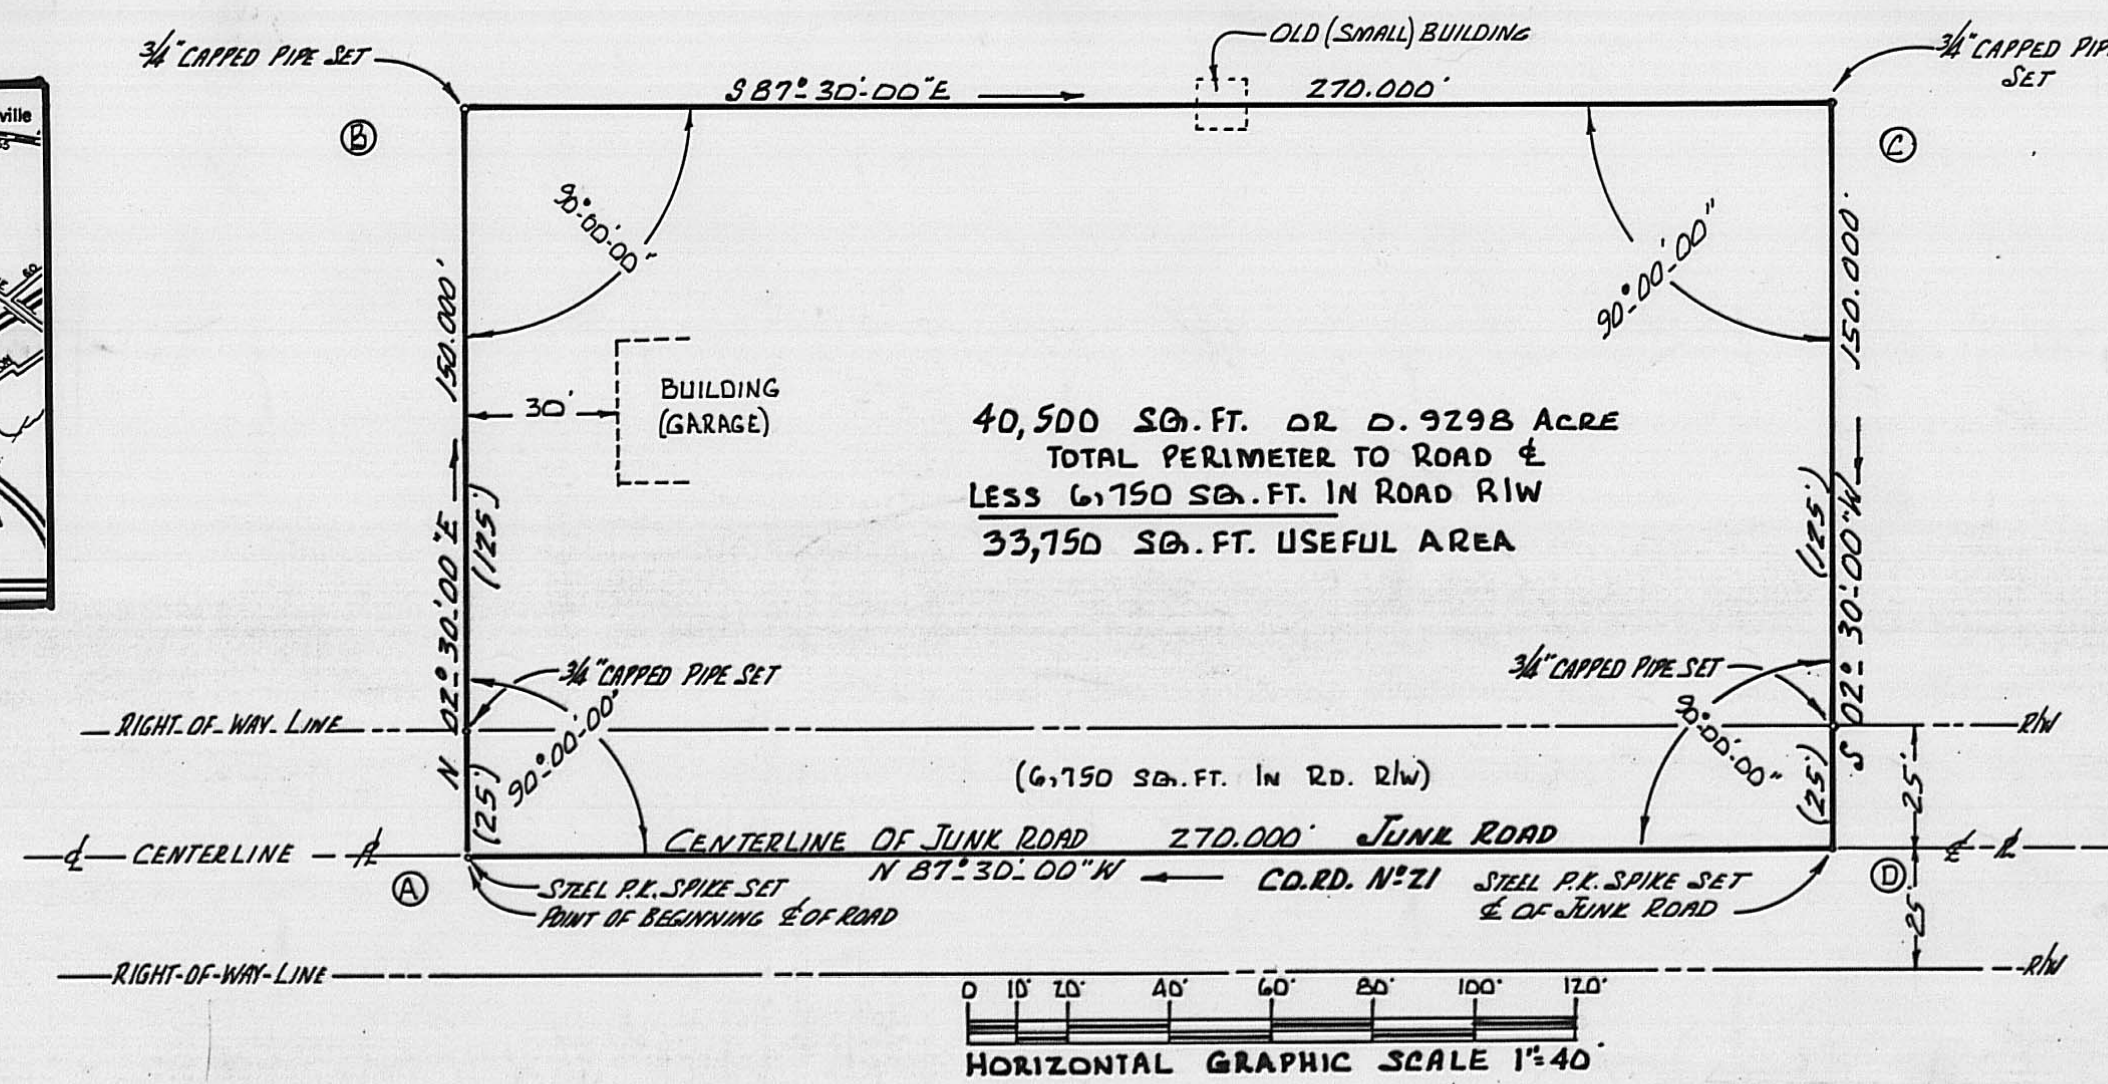 OLD (SMALL) BUILDING
3/4" CAPPED PIPE SET
3/4" CAPPED PIP
SET
ville
S 87°-30'-00" E
270.000'
B
C
90°-00'-00"
90°-00'-00"
150.000'
150.000'
30'
BUILDING
(GARAGE)
40,500 SQ. FT. OR 0.9298 ACRE
TOTAL PERIMETER TO ROAD ℄
LESS 6,750 SQ. FT. IN ROAD R/W
33,750 SQ. FT. USEFUL AREA
N 02°-30'-00" E
(125')
(125')
S 02°-30'-00" W
3/4" CAPPED PIPE SET
3/4" CAPPED PIPE SET
RIGHT-OF-WAY-LINE
R/W
90°-00'-00"
90°-00'-00"
(25')
(6,750 SQ. FT. IN RD. R/W)
(25')
25'
CENTERLINE OF JUNK ROAD 270.000' JUNK ROAD
℄ CENTERLINE ⅊
℄ ⅊
N 87°-30'-00" W
CO. RD. Nº 21
A
D
STEEL P.K. SPIKE SET
POINT OF BEGINNING ℄ OF ROAD
STEEL P.K. SPIKE SET
℄ OF JUNK ROAD
25'
RIGHT-OF-WAY-LINE
R/W
0 10' 20' 40' 60' 80' 100' 120'
HORIZONTAL GRAPHIC SCALE 1"=40'